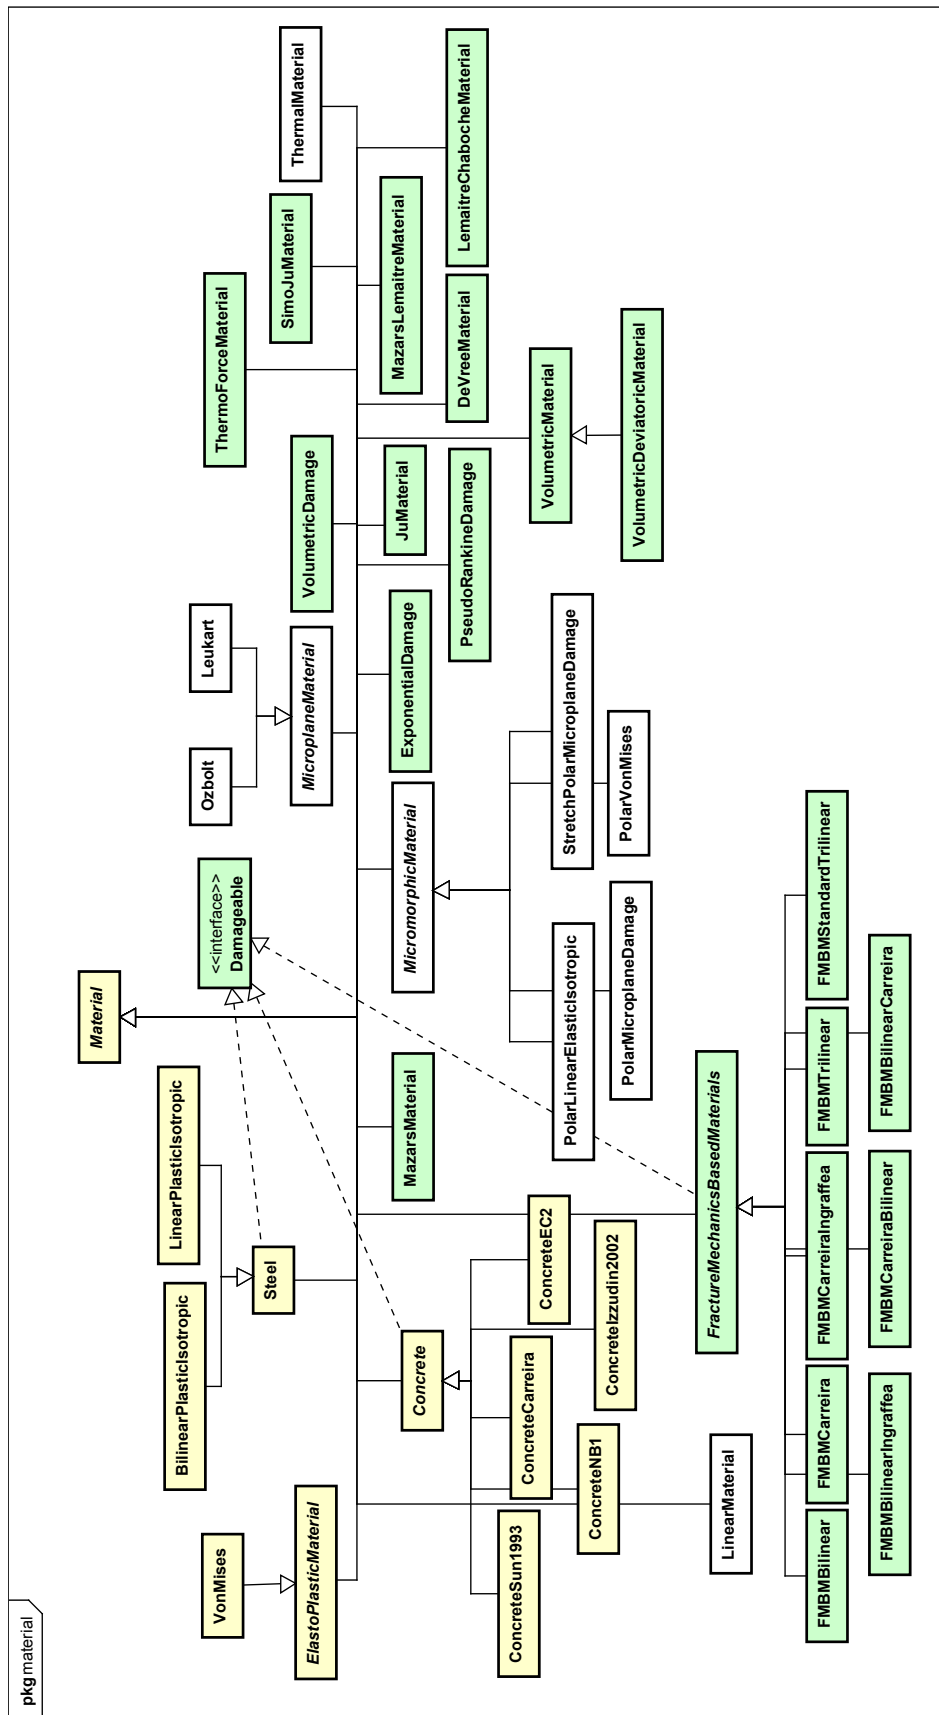 pkg material
Material
<<interface>>
Damageable
BilinearPlasticIsotropic
LinearPlasticIsotropic
Ozbolt
Leukart
ThermoForceMaterial
VonMises
Steel
SimoJuMaterial
ThermalMaterial
ElastoPlasticMaterial
MicroplaneMaterial
VolumetricDamage
Concrete
MazarsMaterial
MicromorphicMaterial
ExponentialDamage
JuMaterial
MazarsLemaitreMaterial
PseudoRankineDamage
DeVreeMaterial
LemaitreChabocheMaterial
ConcreteSun1993
ConcreteCarreira
ConcreteEC2
VolumetricMaterial
ConcreteNB1
ConcreteIzzudin2002
PolarLinearElasticIsotropic
StretchPolarMicroplaneDamage
PolarMicroplaneDamage
PolarVonMises
VolumetricDeviatoricMaterial
LinearMaterial
FractureMechanicsBasedMaterials
FMBMBilinear
FMBMCarreira
FMBMCarreiraIngraffea
FMBMTrilinear
FMBMStandardTrilinear
FMBMBilinearIngraffea
FMBMCarreiraBilinear
FMBMBilinearCarreira